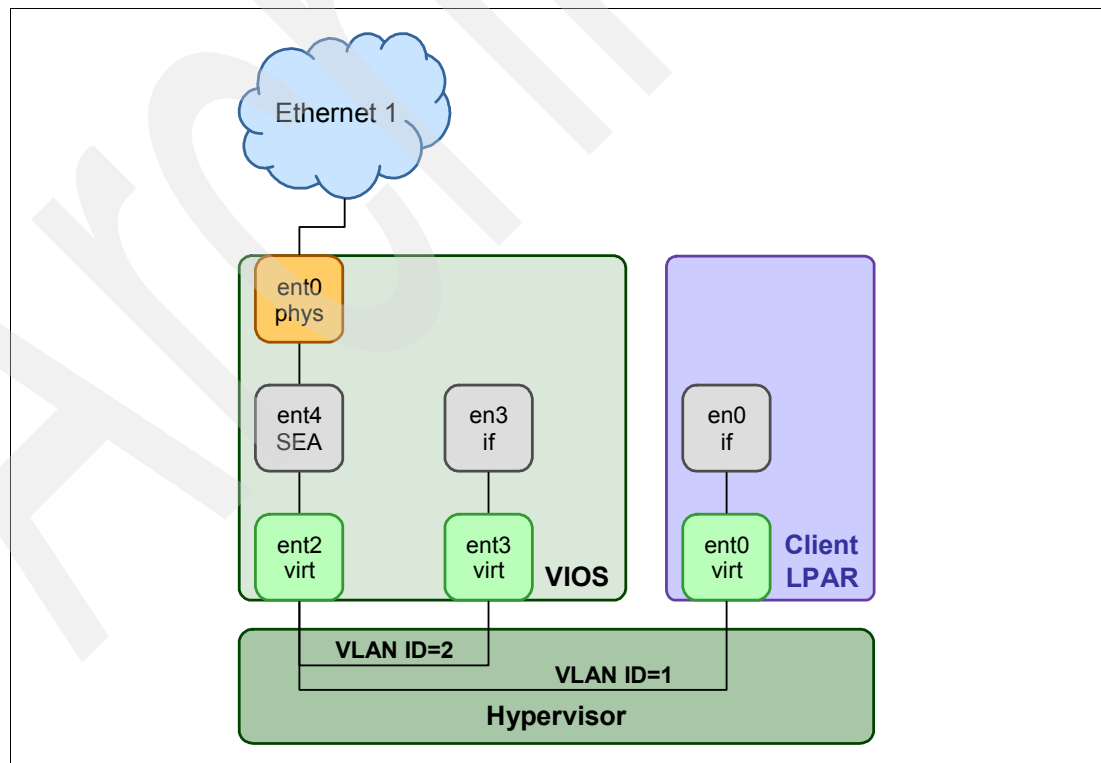 Ethernet 1
ent0
phys
ent4
SEA
en3
if
en0
if
ent2
virt
ent3
virt
VIOS
ent0
virt
Client
LPAR
VLAN ID=2
VLAN ID=1
Hypervisor